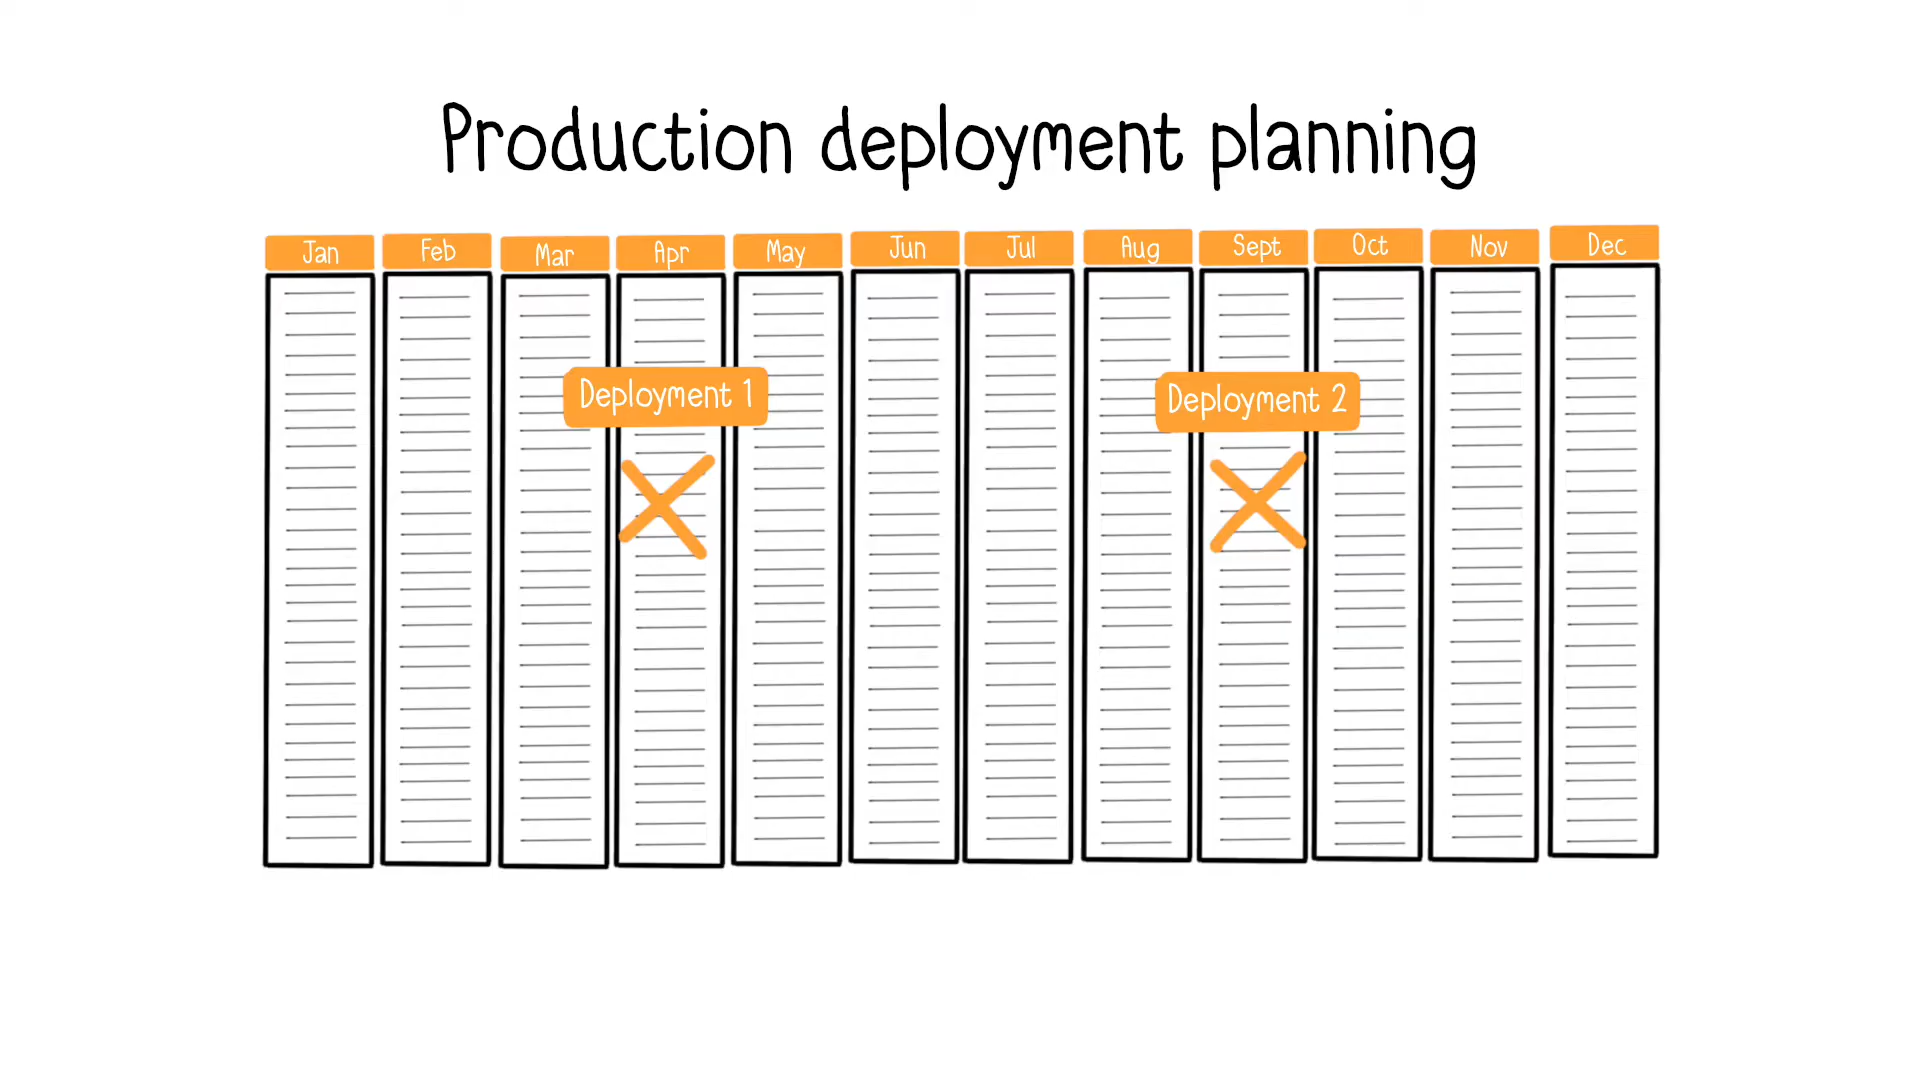 Production deployment planning
Jan Feb Mar Apr May Jun Jul Aug Sept Oct Nov Dec
Deployment 1 Deployment 2